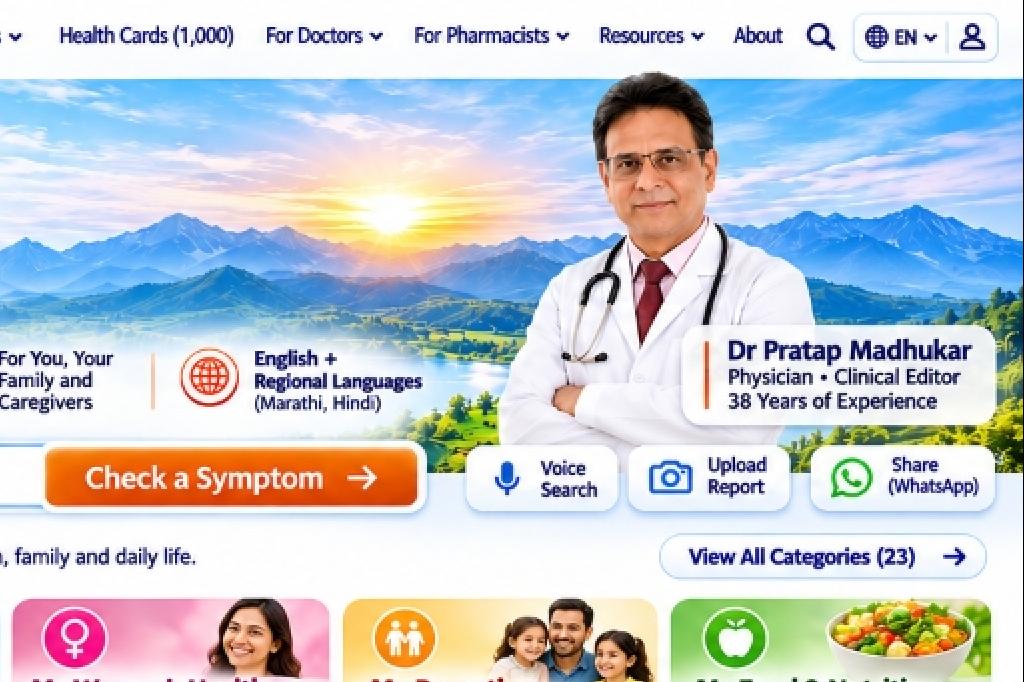 Health Cards (1,000) For Doctors For Pharmacists Resources About EN
For You, Your
Family and
Caregivers
English +
Regional Languages
(Marathi, Hindi)
Dr Pratap Madhukar
Physician • Clinical Editor
38 Years of Experience
Check a Symptom →
Voice
Search
Upload
Report
Share
(WhatsApp)
, family and daily life.
View All Categories (23) →